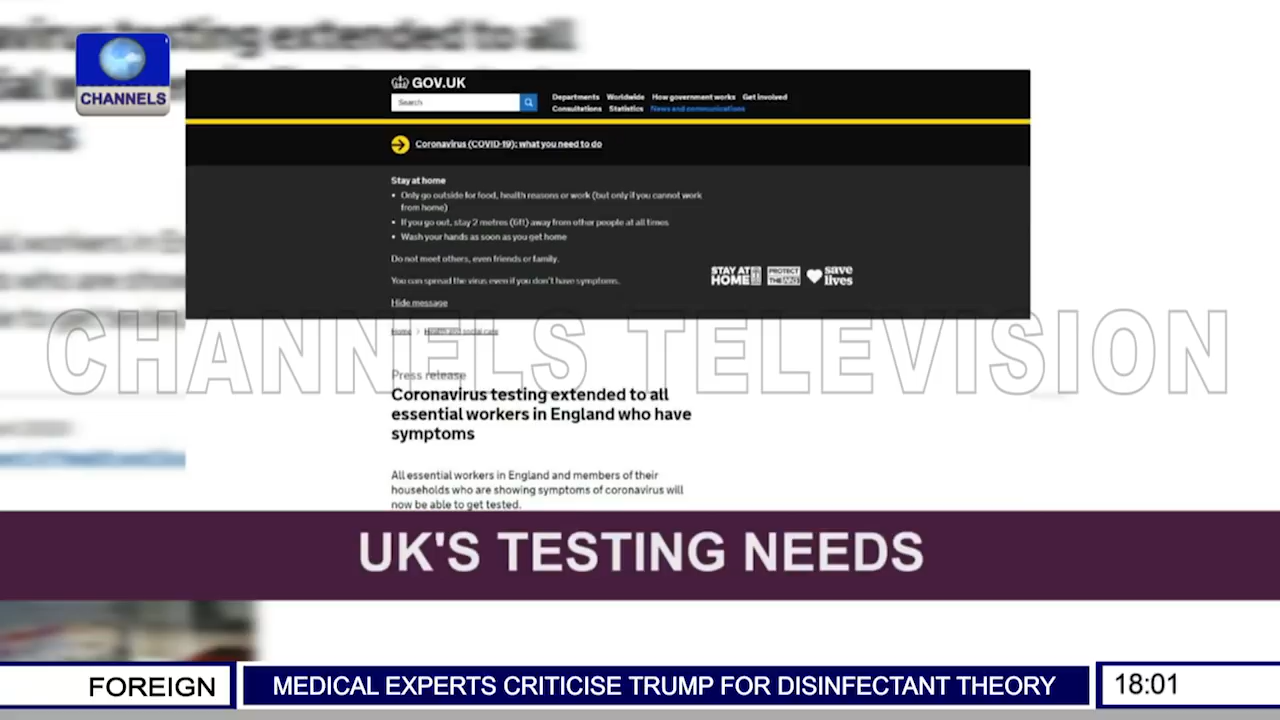 CHANNELS
GOV.UK
Search
Departments Worldwide How government works Get involved
Consultations Statistics News and communications
Coronavirus (COVID-19): what you need to do
Stay at home
• Only go outside for food, health reasons or work (but only if you cannot work
from home)
• If you go out, stay 2 metres (6ft) away from other people at all times
• Wash your hands as soon as you get home
Do not meet others, even friends or family.
You can spread the virus even if you don't have symptoms.
STAY AT
HOME
PROTECT
THE NHS
save
lives
Hide message
Home > Health and social care
CHANNELS TELEVISION
Press release
Coronavirus testing extended to all
essential workers in England who have
symptoms
All essential workers in England and members of their
households who are showing symptoms of coronavirus will
now be able to get tested.
UK'S TESTING NEEDS
FOREIGN
MEDICAL EXPERTS CRITICISE TRUMP FOR DISINFECTANT THEORY
18:01